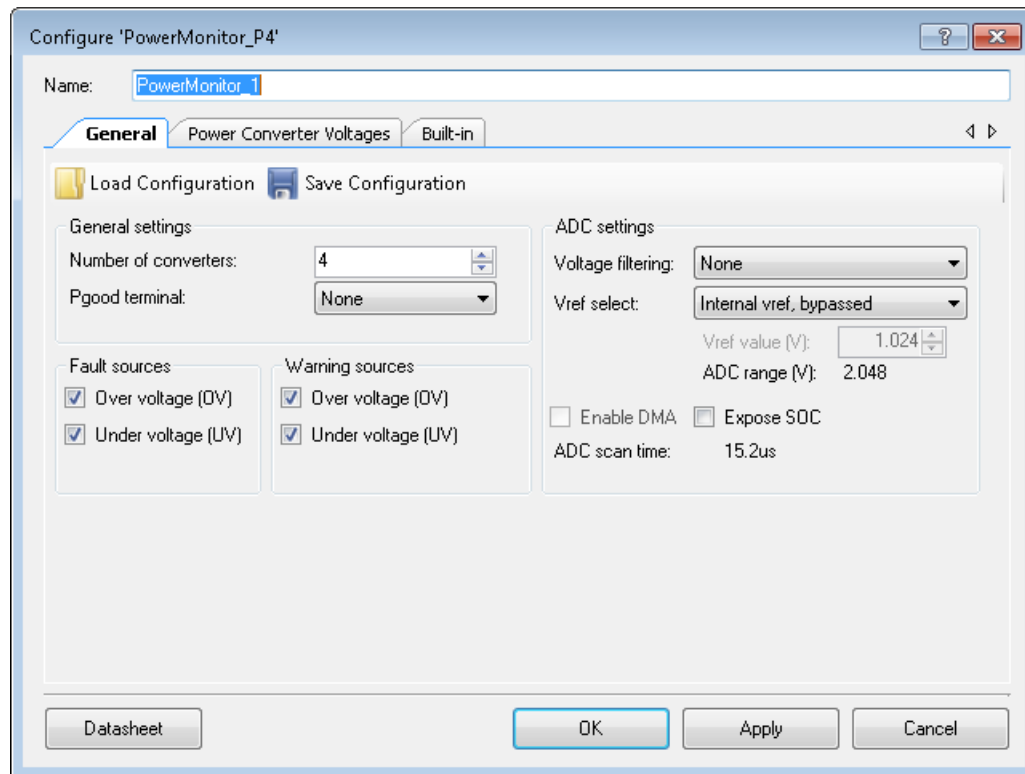 Configure 'PowerMonitor_P4'
Name: PowerMonitor_1
General Power Converter Voltages Built-in
Load Configuration Save Configuration
General settings
Number of converters: 4
Pgood terminal: None
Fault sources
Over voltage (OV)
Under voltage (UV)
Warning sources
Over voltage (OV)
Under voltage (UV)
ADC settings
Voltage filtering: None
Vref select: Internal vref, bypassed
Vref value (V): 1.024
ADC range (V): 2.048
Enable DMA Expose SOC
ADC scan time: 15.2us
Datasheet OK Apply Cancel